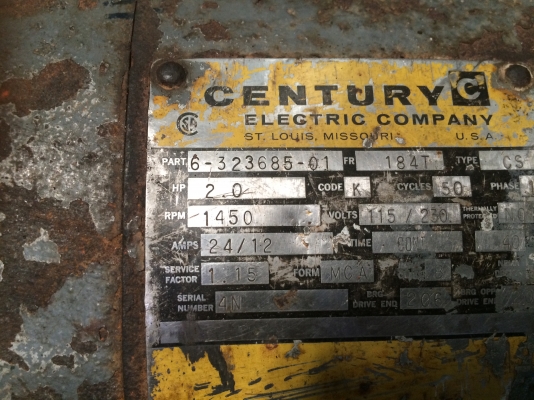 CENTURY C
ELECTRIC COMPANY
ST. LOUIS, MISSOURI U.S.A
PART 6-323685-01 FR 184T TYPE CS
HP 2.0 CODE K CYCLES 50 PHASE
RPM 1450 VOLTS 115/230 THERMALLY PROTECTED
AMPS 24/12 TIME
SERVICE FACTOR 1.15 FORM MCA
SERIAL NUMBER 4N BRG DRIVE END BRG OPP DRIVE END